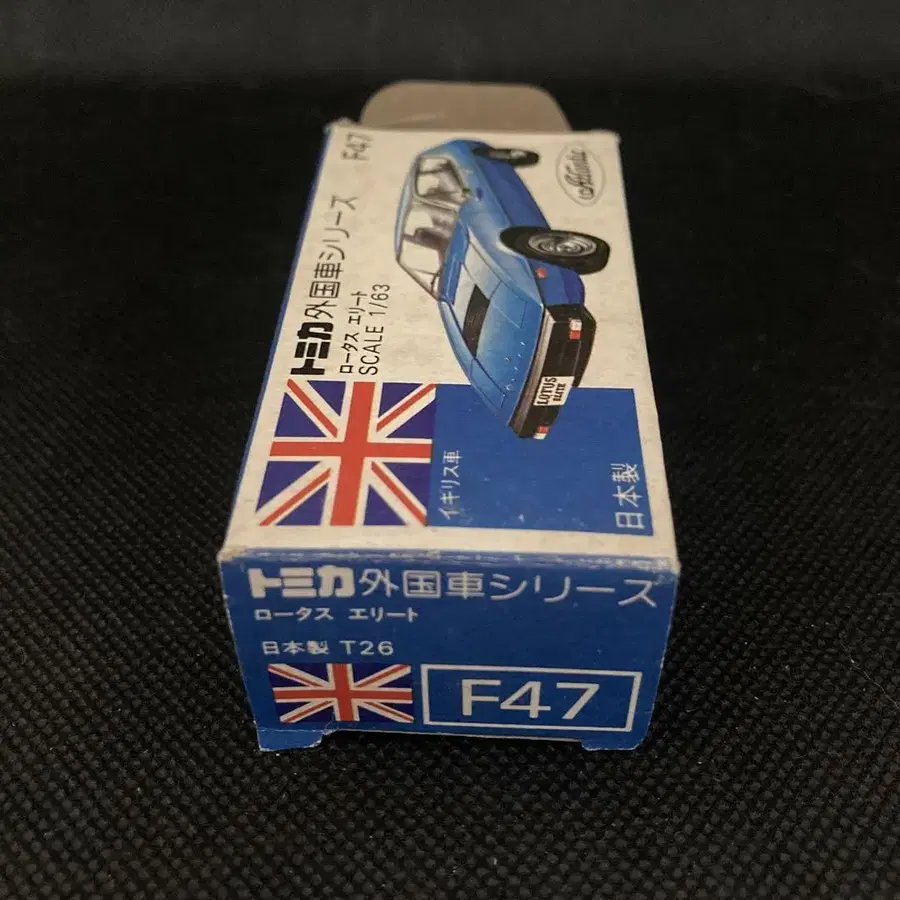 F47
トミカ外国車シリーズ
ロータス エリート
SCALE 1/63
イギリス車
日本製
LOTUS
ELITE
トミカ外国車シリーズ
ロータス エリート
日本製 T26
F47